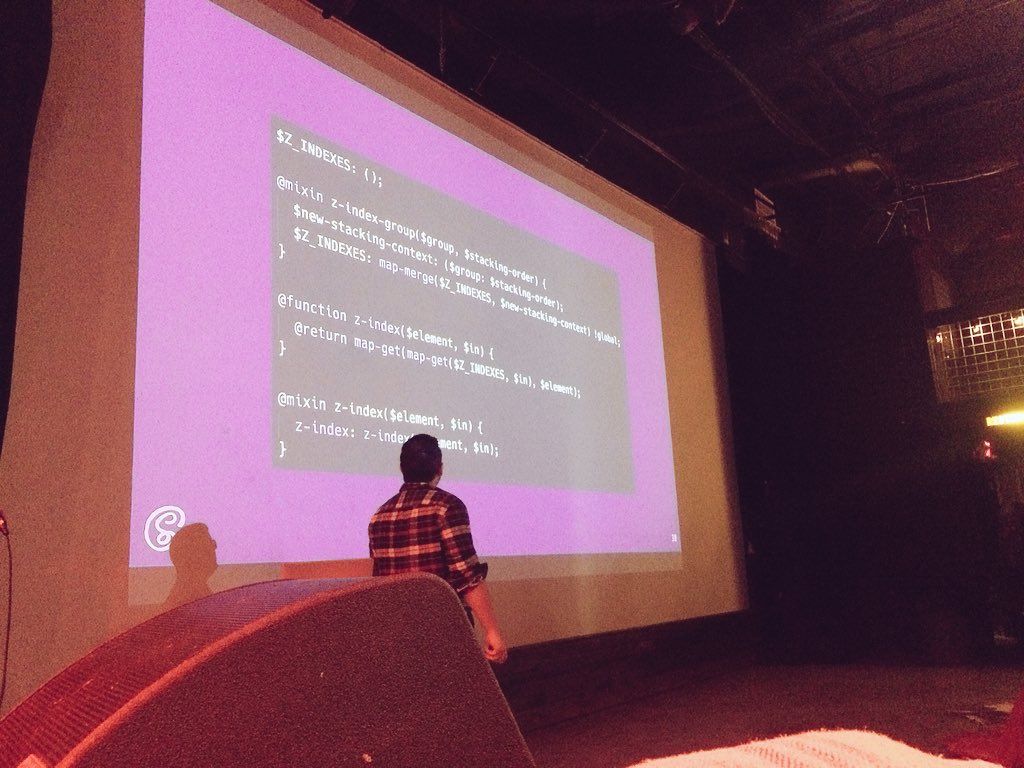 $Z_INDEXES: ();
@mixin z-index-group($group, $stacking-order) {
$new-stacking-context: ($group: $stacking-order);
$Z_INDEXES: map-merge($Z_INDEXES, $new-stacking-context) !global;
}
@function z-index($element, $in) {
@return map-get(map-get($Z_INDEXES, $in), $element);
}
@mixin z-index($element, $in) {
z-index: z-index ment, $in);
}